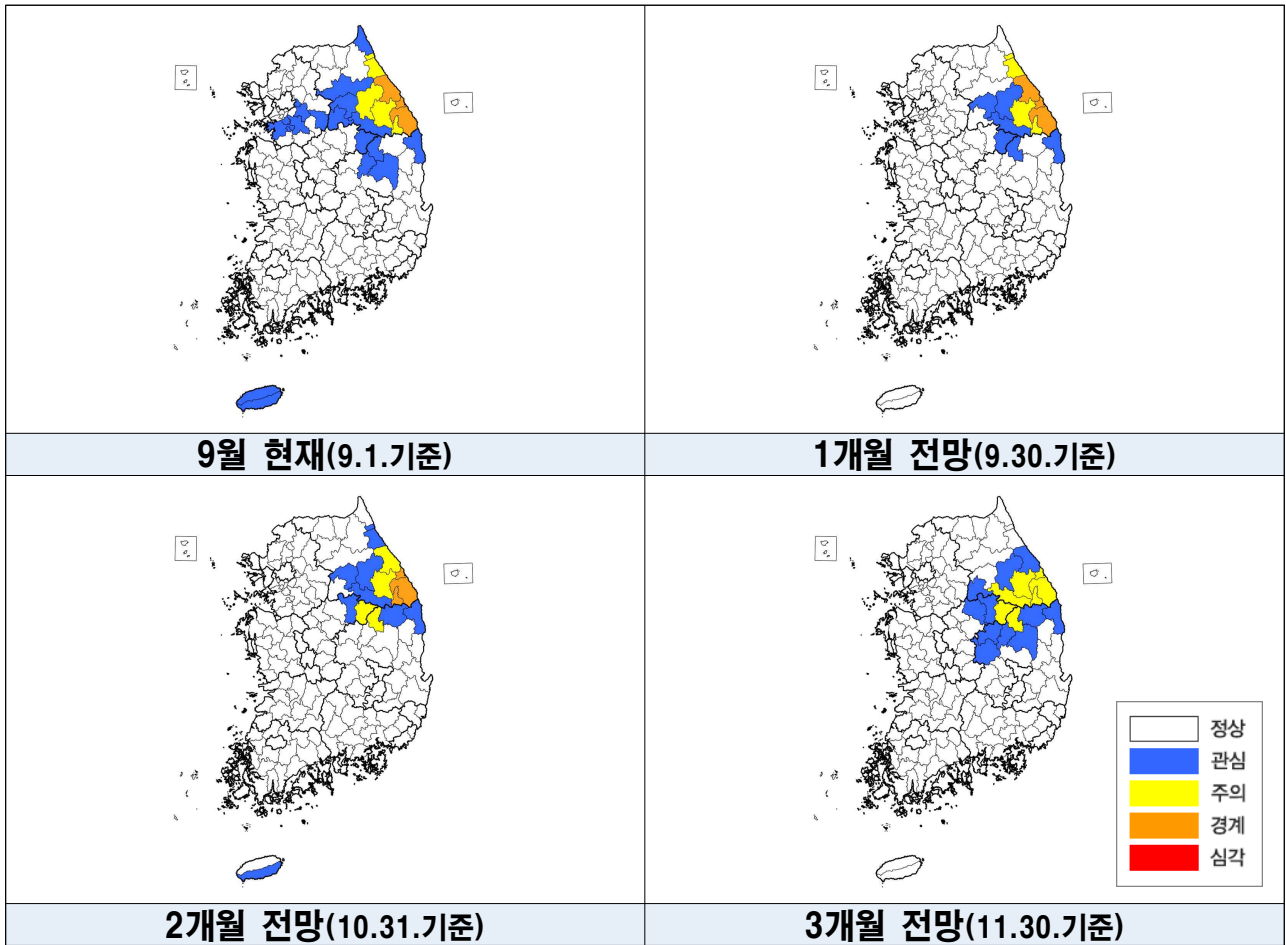 9월 현재(9.1.기준)
1개월 전망(9.30.기준)
정상
관심
주의
경계
심각
2개월 전망(10.31.기준)
3개월 전망(11.30.기준)